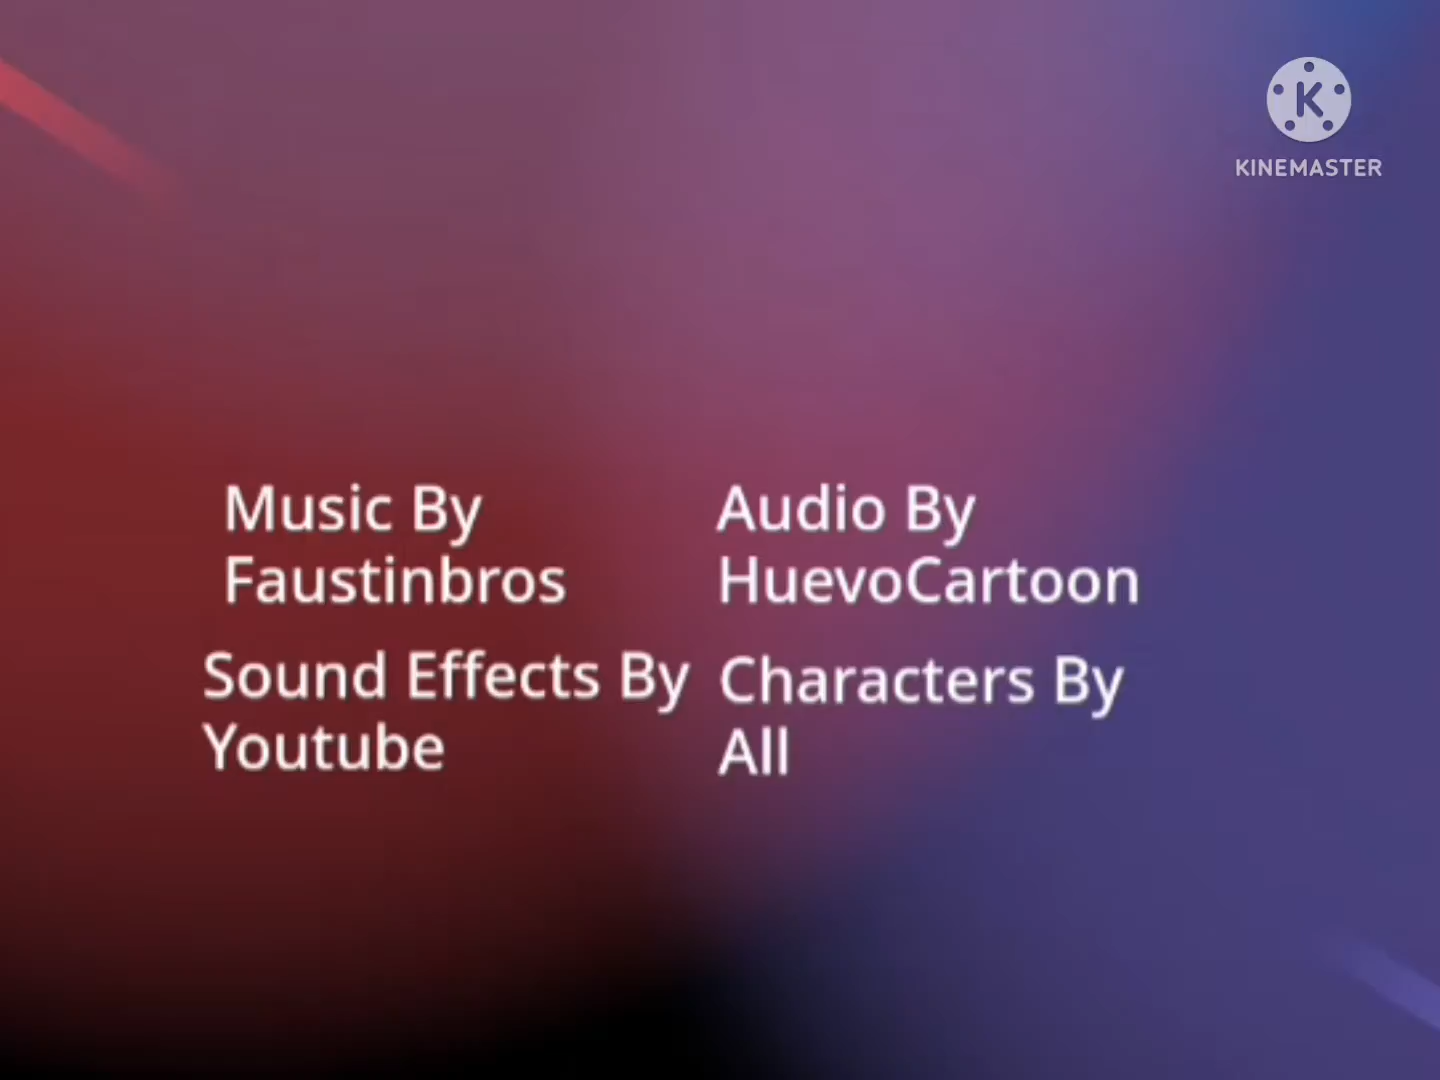 KINEMASTER
Music By
Faustinbros
Audio By
HuevoCartoon
Sound Effects By
Youtube
Characters By
All